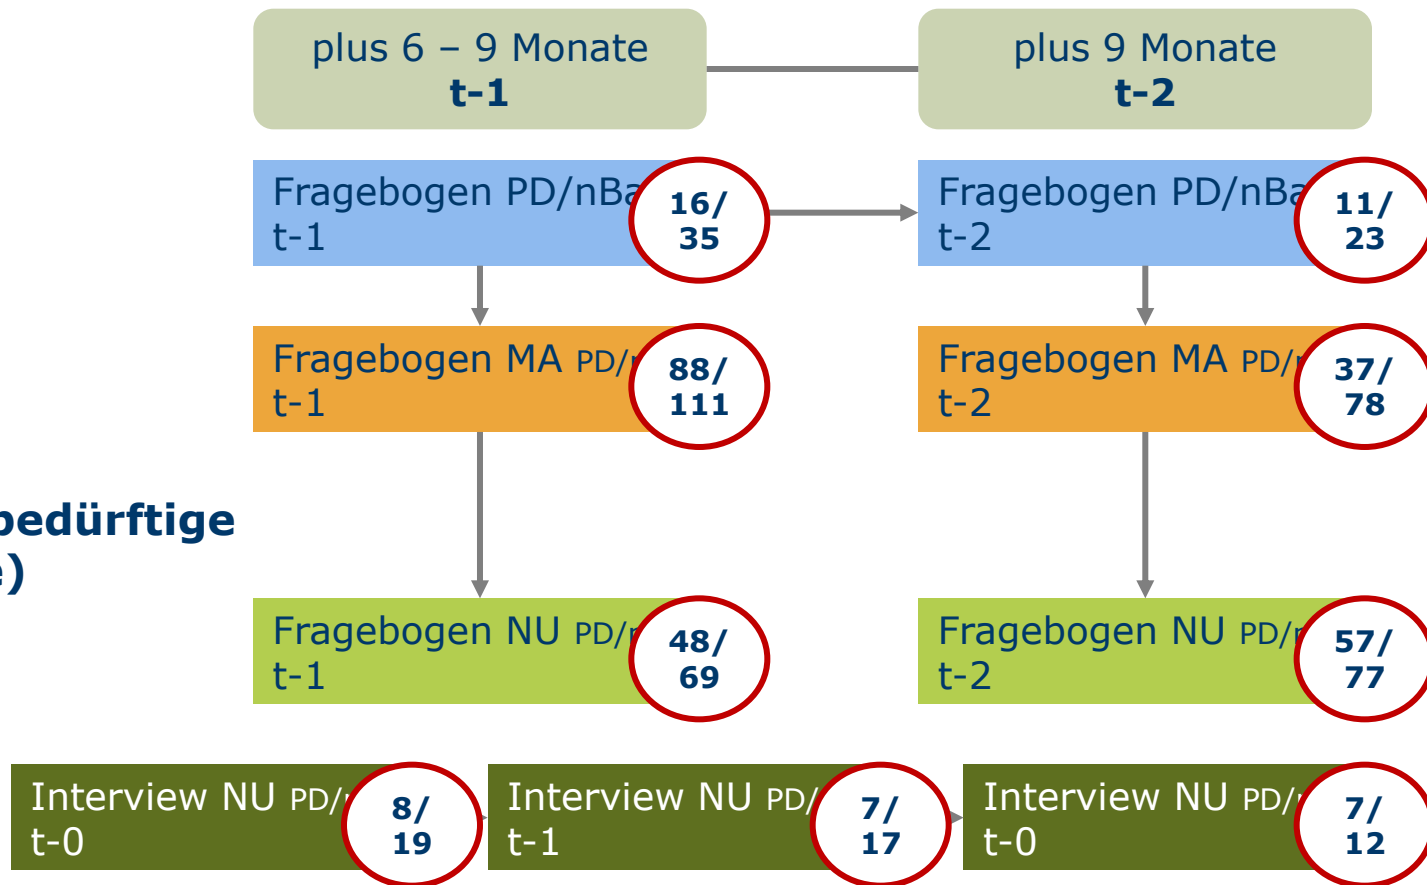 plus 6 – 9 Monate
t-1
plus 9 Monate
t-2
Fragebogen PD/nBa
t-1
16/
35
Fragebogen PD/nBa
t-2
11/
23
Fragebogen MA PD/
t-1
88/
111
Fragebogen MA PD/
t-2
37/
78
bedürftige
e)
Fragebogen NU PD/
t-1
48/
69
Fragebogen NU PD/
t-2
57/
77
Interview NU PD/
t-0
8/
19
Interview NU PD/
t-1
7/
17
Interview NU PD/
t-0
7/
12